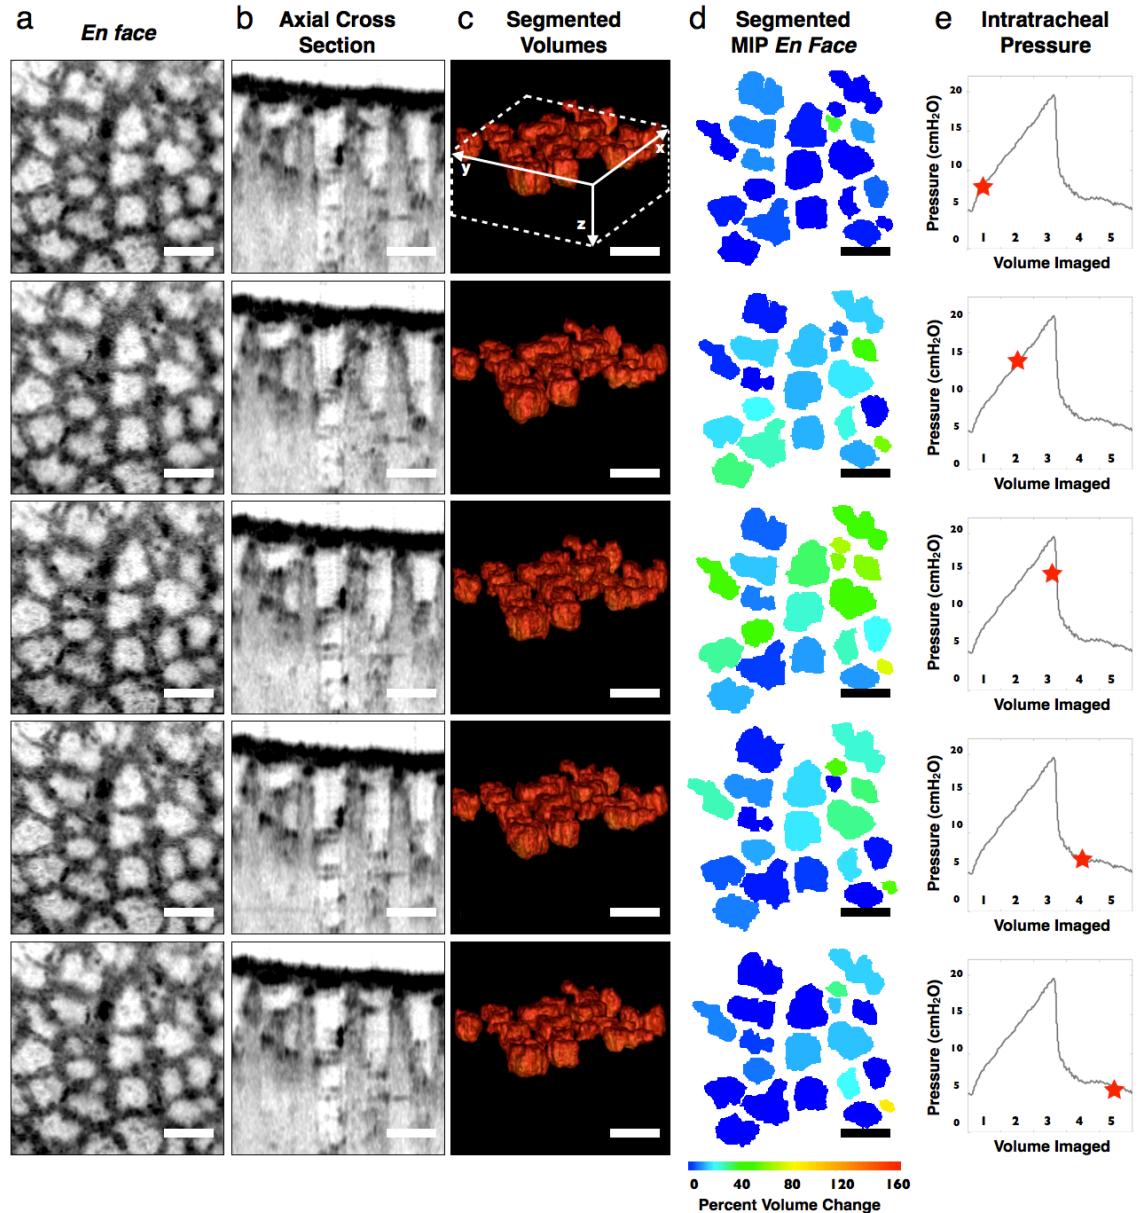 a En face
b Axial Cross
Section
c Segmented
Volumes
d Segmented
MIP En Face
e Intratracheal
Pressure
y
x
z
Pressure (cmH₂O)
20
15
10
5
0
1 2 3 4 5
Volume Imaged
Pressure (cmH₂O)
20
15
10
5
0
1 2 3 4 5
Volume Imaged
Pressure (cmH₂O)
20
15
10
5
0
1 2 3 4 5
Volume Imaged
Pressure (cmH₂O)
20
15
10
5
0
1 2 3 4 5
Volume Imaged
Pressure (cmH₂O)
20
15
10
5
0
1 2 3 4 5
Volume Imaged
0 40 80 120 160
Percent Volume Change